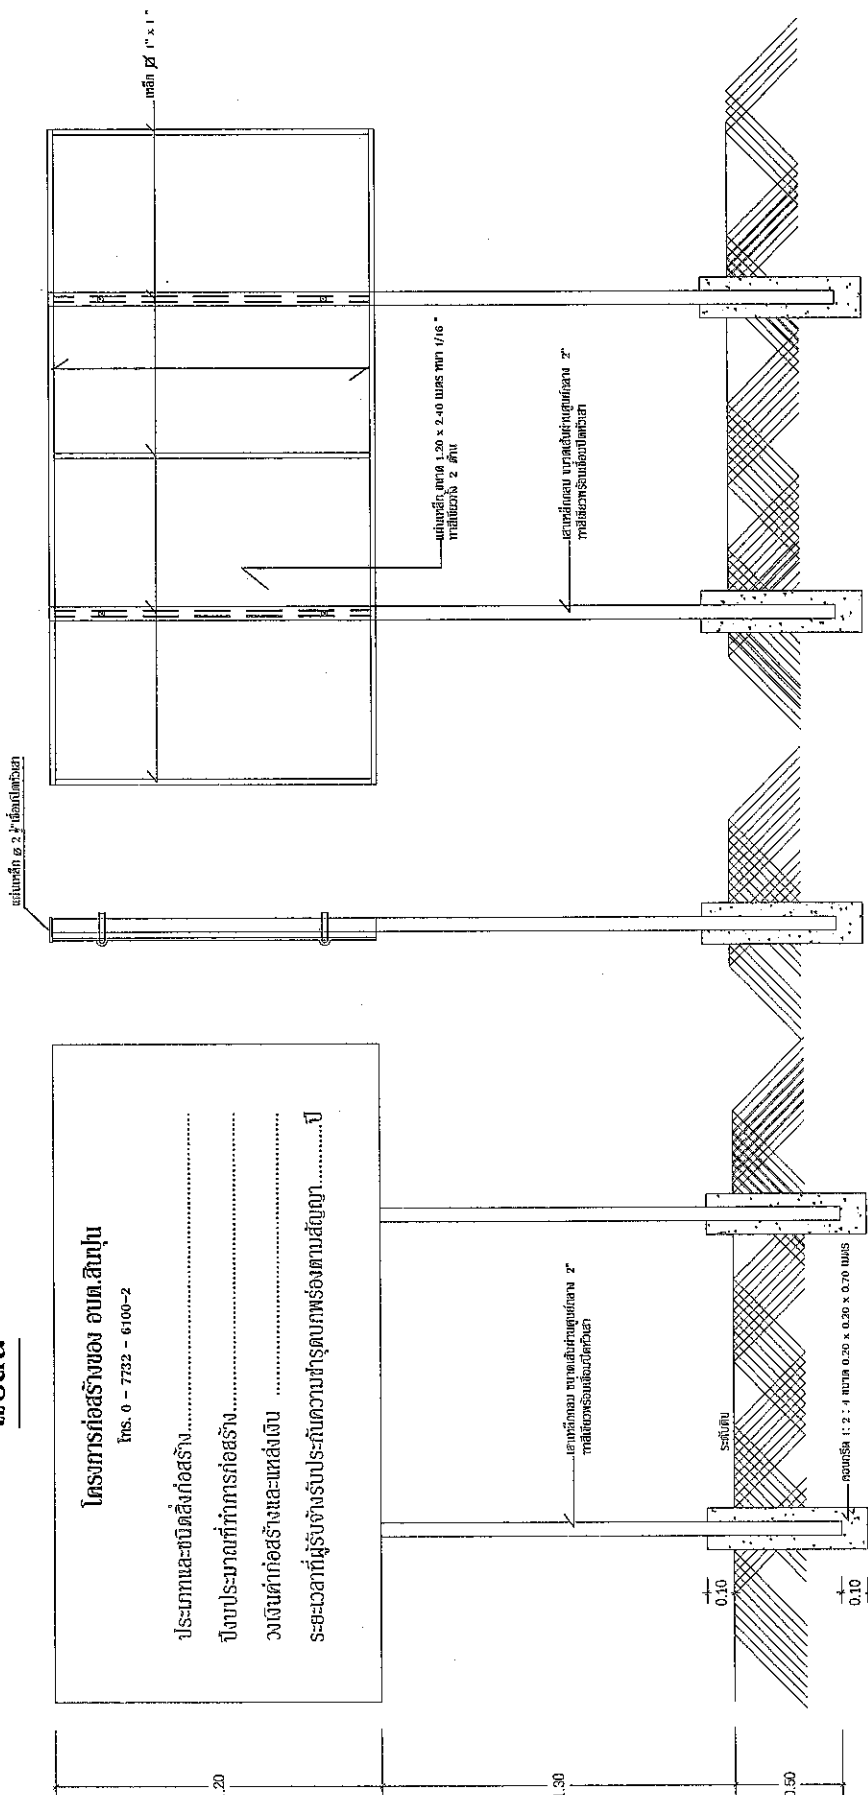 โครงการก่อสร้างของ อบต.สินปุน
โทร. 0 - 7732 - 6100-2
ประเภทและชนิดสิ่งก่อสร้าง
ปีงบประมาณที่ทำการก่อสร้าง
วงเงินค่าก่อสร้างและแหล่งเงิน
ระยะเวลาที่ผู้รับจ้างรับประกันความชำรุดบกพร่องตามสัญญา............ปี
เสาเหล็กกลม ขนาดเส้นผ่านศูนย์กลาง 2"
ทาสีเขียวพร้อมเชื่อมปิดหัวเสา
ระดับดิน
คอนกรีต 1: 2 : 4 ขนาด 0.20 x 0.20 x 0.70 เมตร
0.10
0.10
.20
.30
0.60
แผ่นเหล็ก เชื่อมปิดหัวเสา
เหล็ก 1" x 1"
แผ่นเหล็ก ขนาด 1.20 x 2.40 เมตร หนา 1/16 "
ทาสีเขียวทั้ง 2 ด้าน
เสาเหล็กกลม ขนาดเส้นผ่านศูนย์กลาง 2"
ทาสีเขียวพร้อมเชื่อมปิดหัวเสา